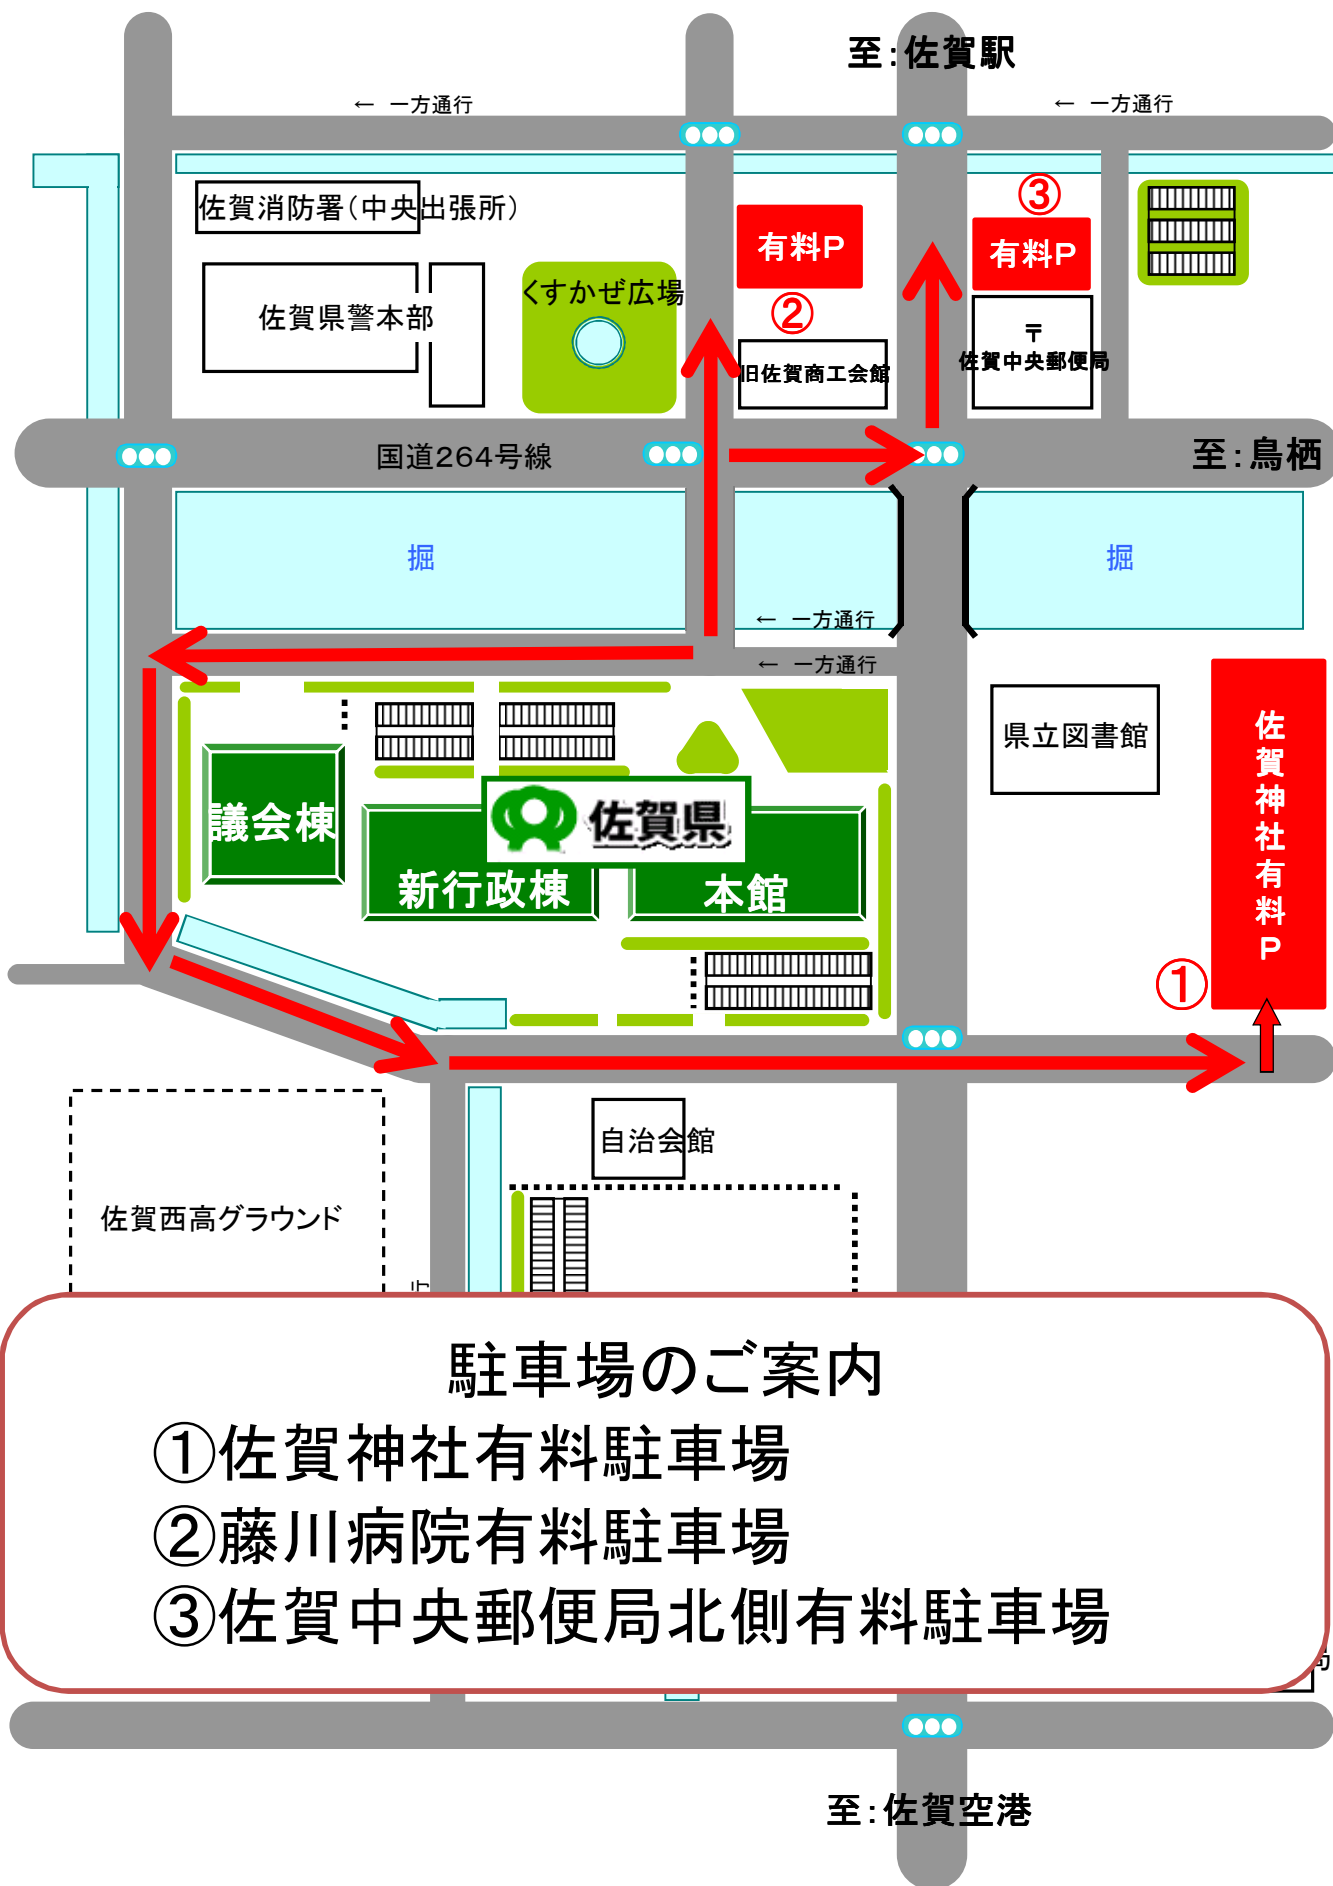 至:佐賀駅
← 一方通行
← 一方通行
佐賀消防署(中央出張所)
③
有料P
有料P
くすかぜ広場
佐賀県警本部
②
〒
佐賀中央郵便局
旧佐賀商工会館
国道264号線
至:鳥栖
掘
掘
← 一方通行
← 一方通行
県立図書館
佐賀神社有料P
議会棟
佐賀県
新行政棟
本館
①
自治会館
佐賀西高グラウンド
駐車場のご案内
①佐賀神社有料駐車場
②藤川病院有料駐車場
③佐賀中央郵便局北側有料駐車場
至:佐賀空港